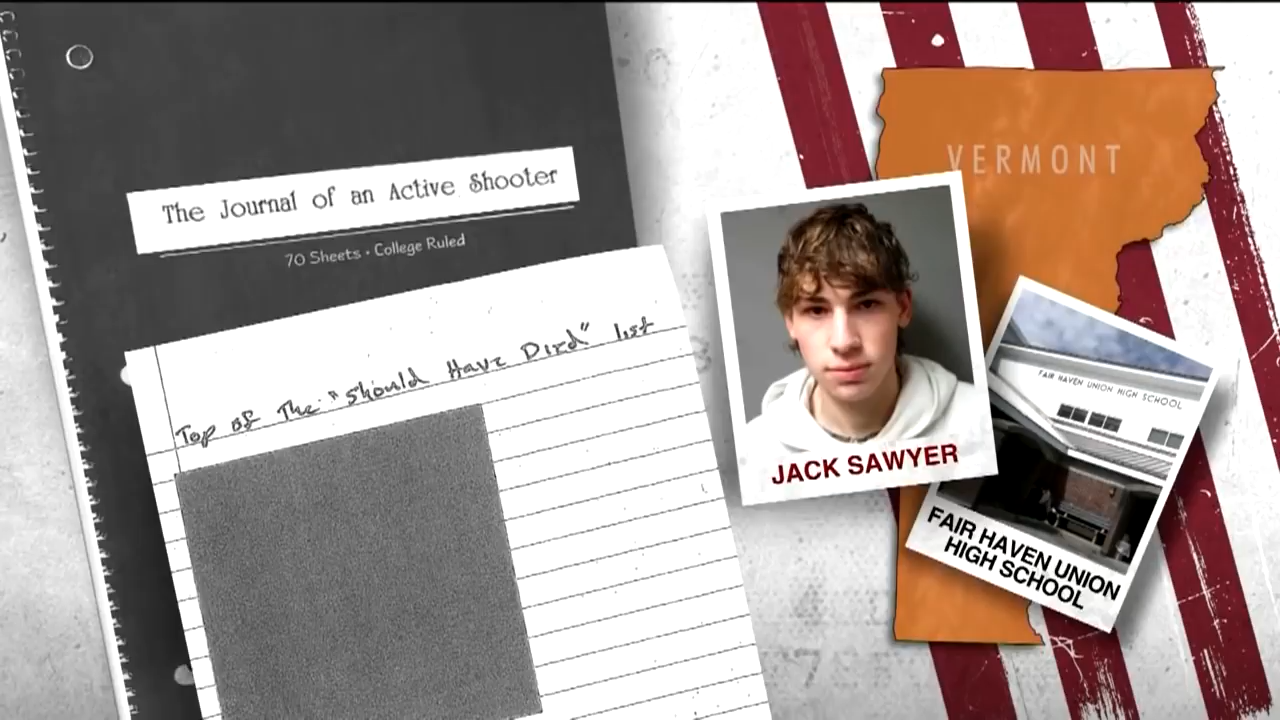 The Journal of an Active Shooter
70 Sheets • College Ruled
Top of The "should Have Died" list
VERMONT
JACK SAWYER
FAIR HAVEN UNION HIGH SCHOOL
FAIR HAVEN UNION
HIGH SCHOOL